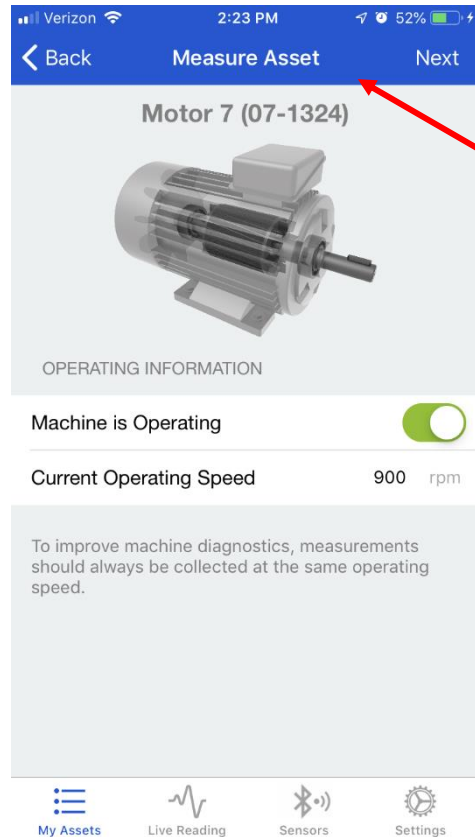 Verizon 2:23 PM 52%
Back Measure Asset Next
Motor 7 (07-1324)
OPERATING INFORMATION
Machine is Operating
Current Operating Speed 900 rpm
To improve machine diagnostics, measurements
should always be collected at the same operating
speed.
My Assets Live Reading Sensors Settings